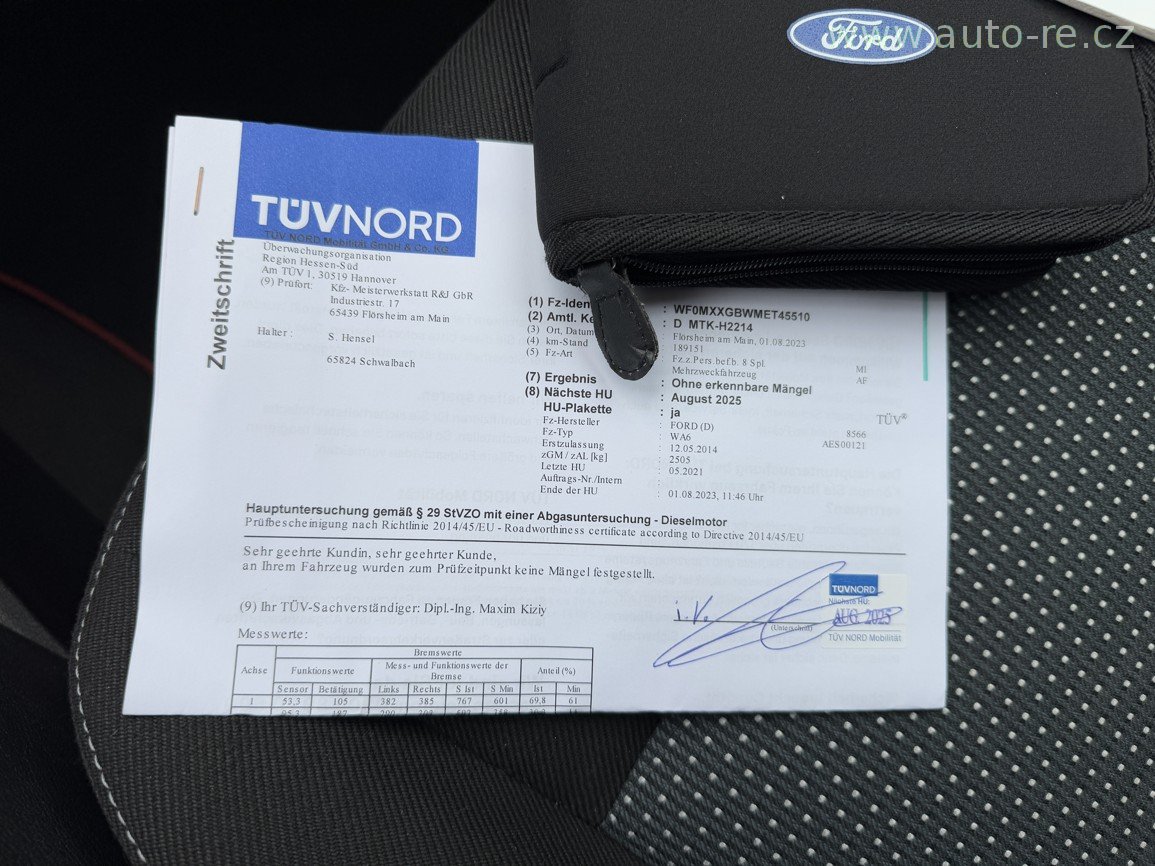 www.auto-re.cz
Ford
TÜVNORD
Zweitschrift
TÜV NORD Mobilität GmbH & Co. KG
Überwachungsorganisation
Region Hessen-Süd
Am TÜV 1, 30519 Hannover
(9) Prüfort: Kfz- Meisterwerkstatt R&J GbR
Industriestr. 17
65439 Flörsheim am Main
Halter : S. Hensel
65824 Schwalbach
(1) Fz-Iden : WF0MXXGBWMET45510
(2) Amtl. Ke : D MTK-H2214
(3) Ort, Datum Flörsheim am Main, 01.08.2023
(4) km-Stand : 189151
(5) Fz-Art : Fz.z.Pers.bef.b. 8 Spl. M1
Mehrzweckfahrzeug AF
(7) Ergebnis : Ohne erkennbare Mängel
(8) Nächste HU : August 2025
HU-Plakette : ja TÜV®
Fz-Hersteller : FORD (D) 8566
Fz-Typ : WA6 AES00121
Erstzulassung : 12.05.2014
zGM / zAL [kg] : 2505
Letzte HU : 05.2021
Auftrags-Nr./Intern :
Ende der HU : 01.08.2023, 11:46 Uhr
Hauptuntersuchung gemäß § 29 StVZO mit einer Abgasuntersuchung - Dieselmotor
Prüfbescheinigung nach Richtlinie 2014/45/EU - Roadworthiness certificate according to Directive 2014/45/EU
Sehr geehrte Kundin, sehr geehrter Kunde,
an Ihrem Fahrzeug wurden zum Prüfzeitpunkt keine Mängel festgestellt.
(9) Ihr TÜV-Sachverständiger: Dipl.-Ing. Maxim Kiziy
i.V.
(Unterschrift)
TÜVNORD
Nächste HU:
AUG. 2025
TÜV NORD Mobilität
Messwerte:
Bremswerte
Achse Funktionswerte Mess- und Funktionswerte der Bremse Anteil (%)
Sensor Betätigung Links Rechts S Ist S Min Ist Min
1 53,3 105 382 385 767 601 69,8 61